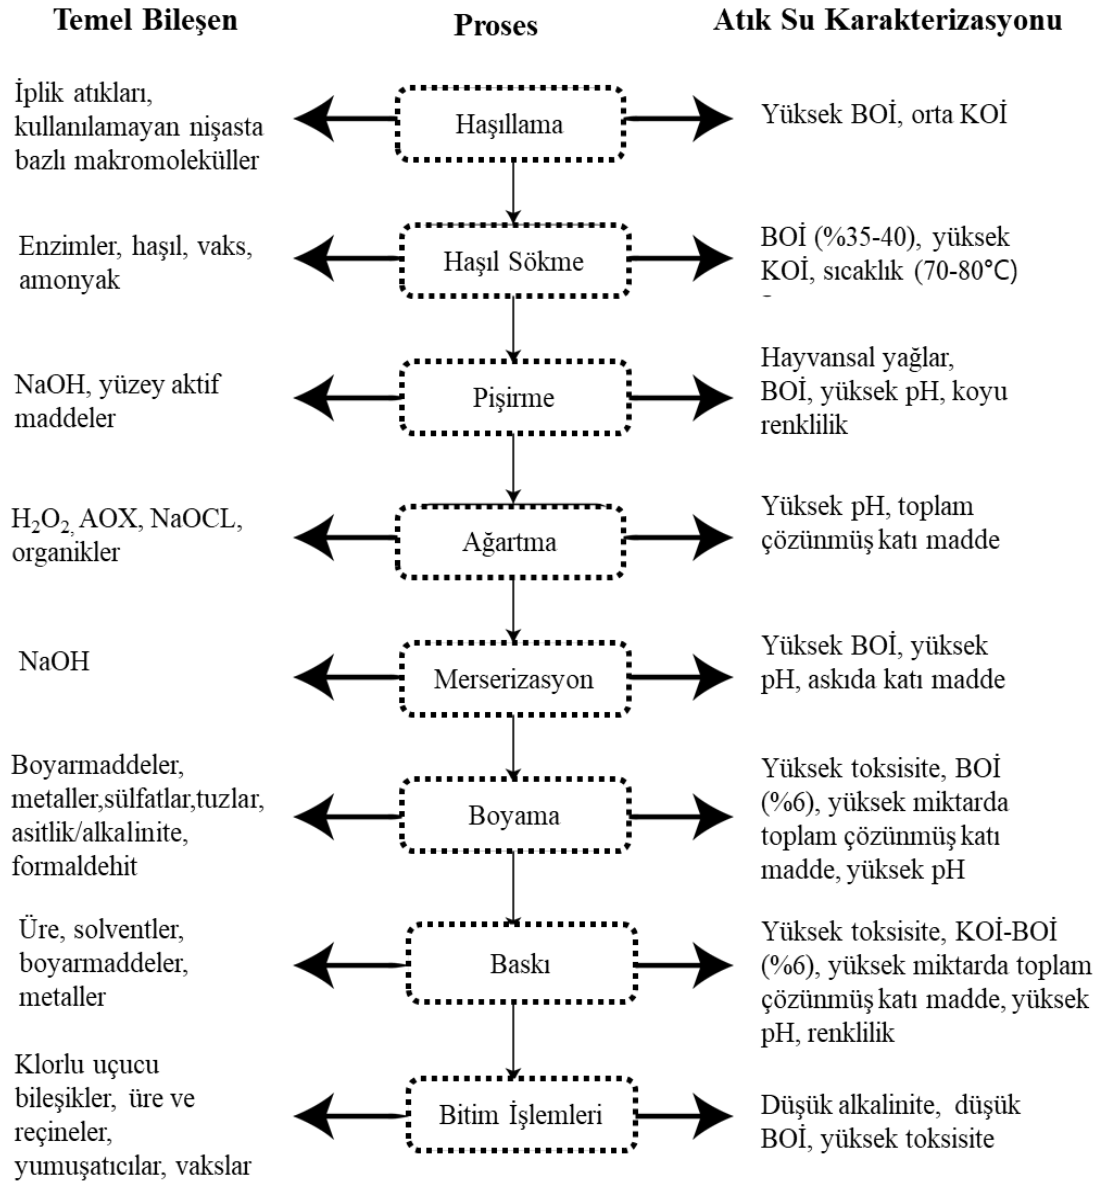 Temel Bileşen
Proses
Atık Su Karakterizasyonu
İplik atıkları,
kullanılamayan nişasta
bazlı makromoleküller
Haşıllama
Yüksek BOİ, orta KOİ
Enzimler, haşıl, vaks,
amonyak
Haşıl Sökme
BOİ (%35-40), yüksek
KOİ, sıcaklık (70-80°C)
NaOH, yüzey aktif
maddeler
Pişirme
Hayvansal yağlar,
BOİ, yüksek pH, koyu
renklilik
H₂O₂, AOX, NaOCL,
organikler
Ağartma
Yüksek pH, toplam
çözünmüş katı madde
NaOH
Merserizasyon
Yüksek BOİ, yüksek
pH, askıda katı madde
Boyarmaddeler,
metaller,sülfatlar,tuzlar,
asitlik/alkalinite,
formaldehit
Boyama
Yüksek toksisite, BOİ
(%6), yüksek miktarda
toplam çözünmüş katı
madde, yüksek pH
Üre, solventler,
boyarmaddeler,
metaller
Baskı
Yüksek toksisite, KOİ-BOİ
(%6), yüksek miktarda toplam
çözünmüş katı madde, yüksek
pH, renklilik
Klorlu uçucu
bileşikler, üre ve
reçineler,
yumuşatıcılar, vakslar
Bitim İşlemleri
Düşük alkalinite, düşük
BOİ, yüksek toksisite